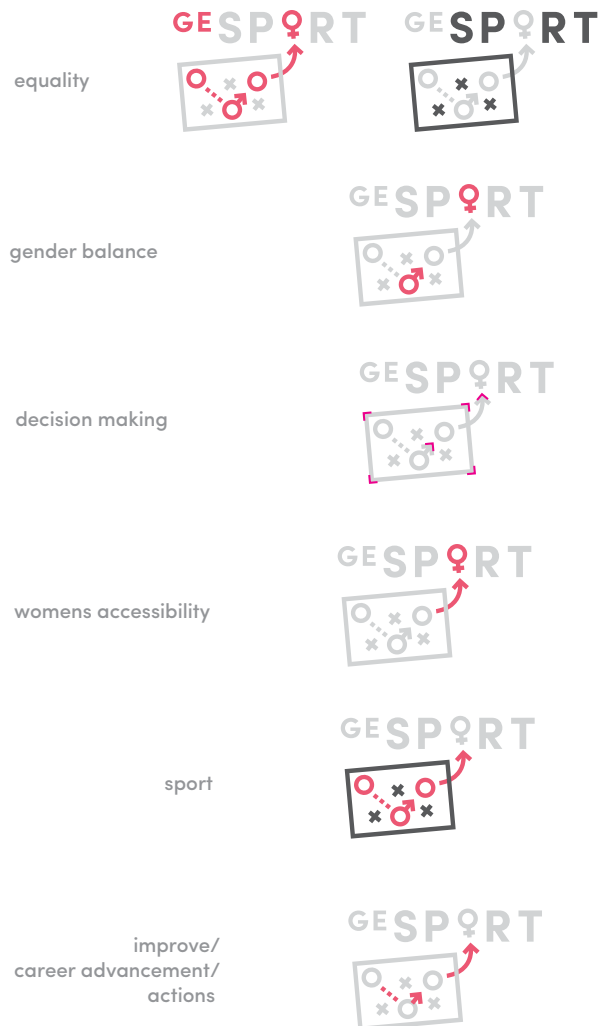 GESPORT GESPORT
equality
GESPORT
gender balance
GESPORT
decision making
GESPORT
womens accessibility
GESPORT
sport
GESPORT
improve/
career advancement/
actions